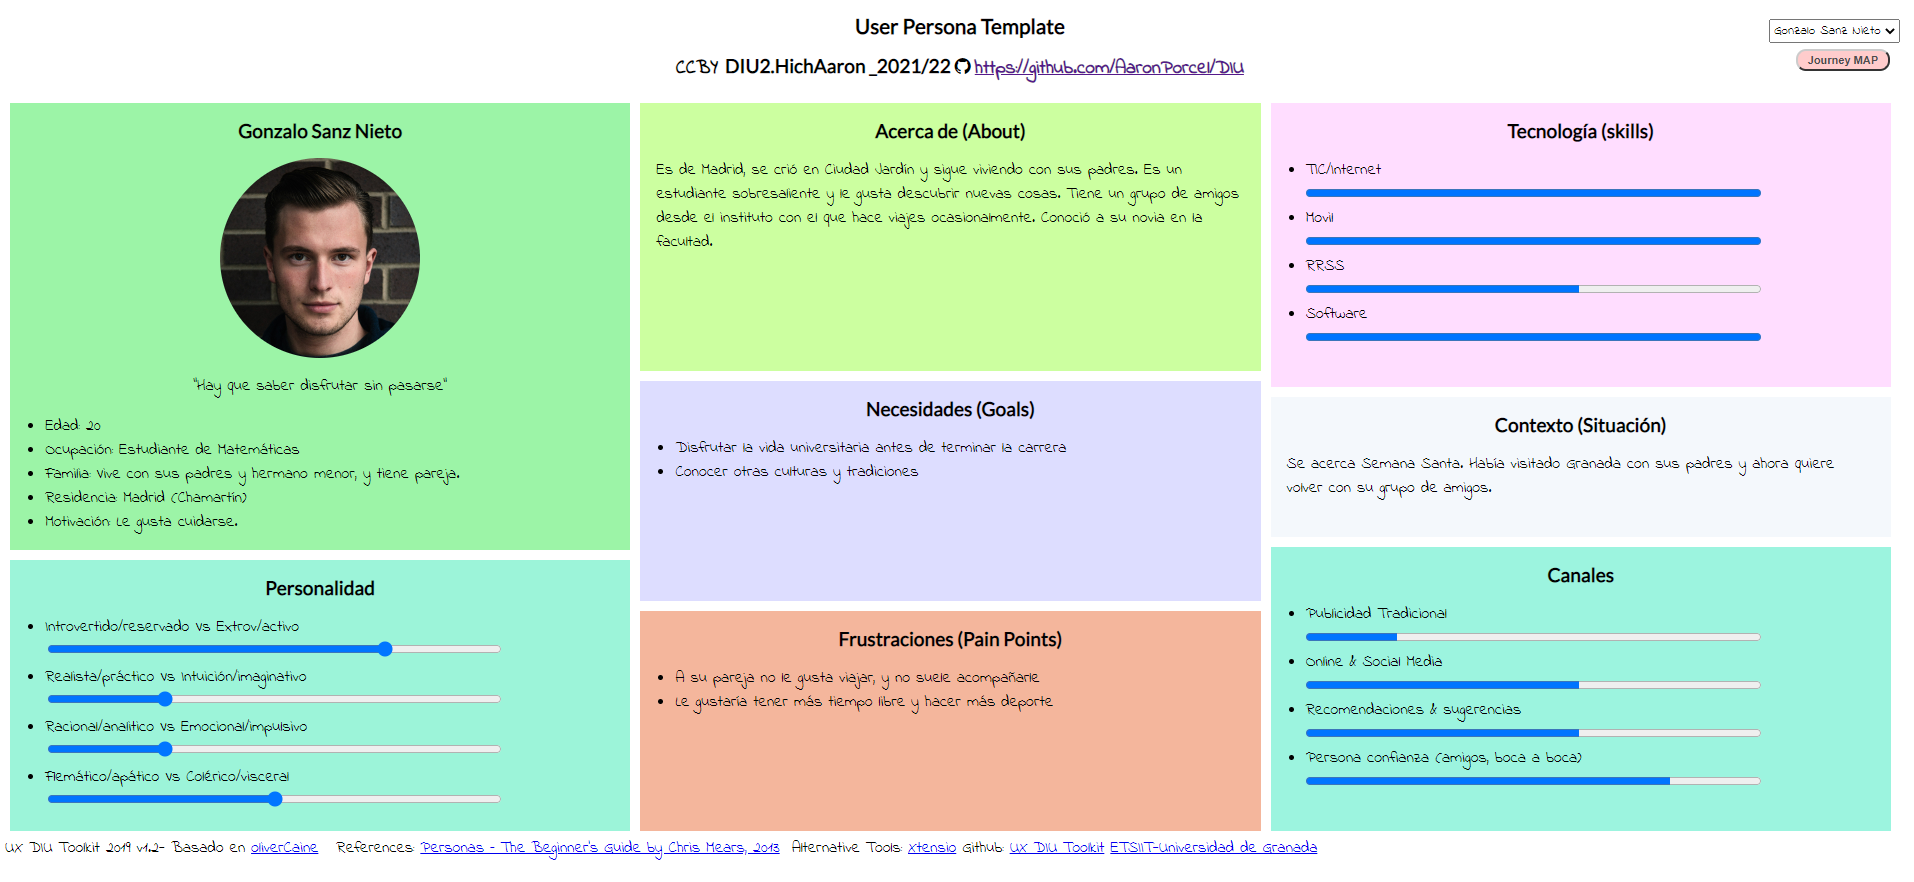 User Persona Template
Gonzalo Sanz Nieto
CCBY DIU2.HichAaron _2021/22 https://github.com/AaronPorcel/DIU
Journey MAP
Gonzalo Sanz Nieto
"Hay que saber disfrutar sin pasarse"
Edad: 20
Ocupación: Estudiante de Matemáticas
Familia: Vive con sus padres y hermano menor, y tiene pareja.
Residencia: Madrid (Chamartín)
Motivación: Le gusta cuidarse.
Personalidad
Introvertido/reservado Vs Extrov/activo
Realista/práctico Vs Intuición/imaginativo
Racional/analitico Vs Emocional/impulsivo
Flemático/apático Vs Colérico/visceral
Acerca de (About)
Es de Madrid, se crió en Ciudad Jardín y sigue viviendo con sus padres. Es un
estudiante sobresaliente y le gusta descubrir nuevas cosas. Tiene un grupo de amigos
desde el instituto con el que hace viajes ocasionalmente. Conoció a su novia en la
facultad.
Necesidades (Goals)
Disfrutar la vida universitaria antes de terminar la carrera
Conocer otras culturas y tradiciones
Frustraciones (Pain Points)
A su pareja no le gusta viajar, y no suele acompañarle
Le gustaría tener más tiempo libre y hacer más deporte
Tecnología (skills)
TIC/Internet
Movil
RRSS
Software
Contexto (Situación)
Se acerca Semana Santa. Había visitado Granada con sus padres y ahora quiere
volver con su grupo de amigos.
Canales
Publicidad Tradicional
Online & Social Media
Recomendaciones & sugerencias
Persona confianza (amigos, boca a boca)
UX DIU Toolkit 2019 v1.2- Basado en oliverCaine References: Personas - The Beginner's Guide by Chris Mears, 2013 Alternative Tools: Xtensio Github: UX DIU Toolkit ETSIIT-Universidad de Granada